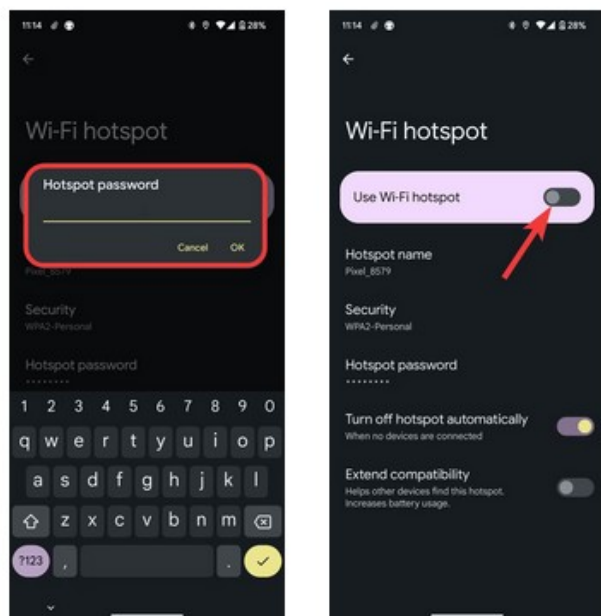 11:14
28%
Wi-Fi hotspot
Hotspot password
Cancel OK
Pixel_8579
Security
WPA2-Personal
Hotspot password
1 2 3 4 5 6 7 8 9 0
q w e r t y u i o p
a s d f g h j k l
z x c v b n m
?123 , .
11:14
28%
Wi-Fi hotspot
Use Wi-Fi hotspot
Hotspot name
Pixel_8579
Security
WPA2-Personal
Hotspot password
........
Turn off hotspot automatically
When no devices are connected
Extend compatibility
Helps other devices find this hotspot.
Increases battery usage.